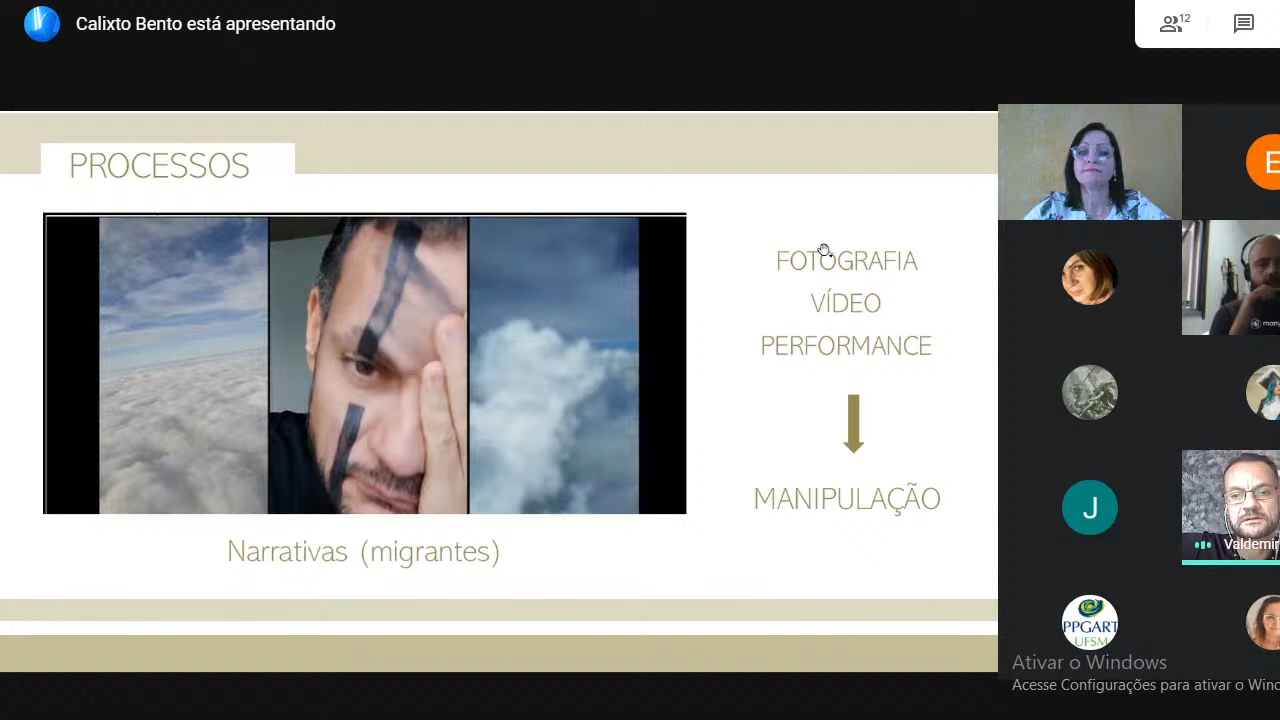 Calixto Bento está apresentando
12
PROCESSOS
FOTOGRAFIA
VÍDEO
PERFORMANCE
MANIPULAÇÃO
Narrativas (migrantes)
E
J
Valdemir
PPGART
UFSM
Ativar o Windows
Acesse Configurações para ativar o Wind